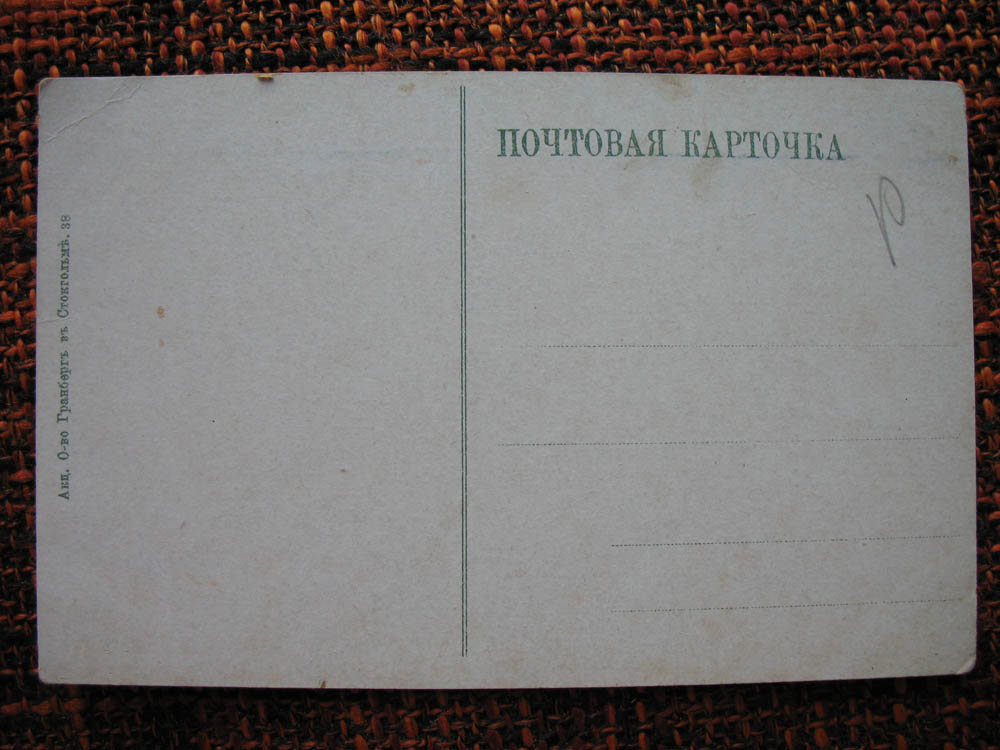 ПОЧТОВАЯ КАРТОЧКА
Акц. О-во Гранбергъ въ Стокгольмѣ. 38